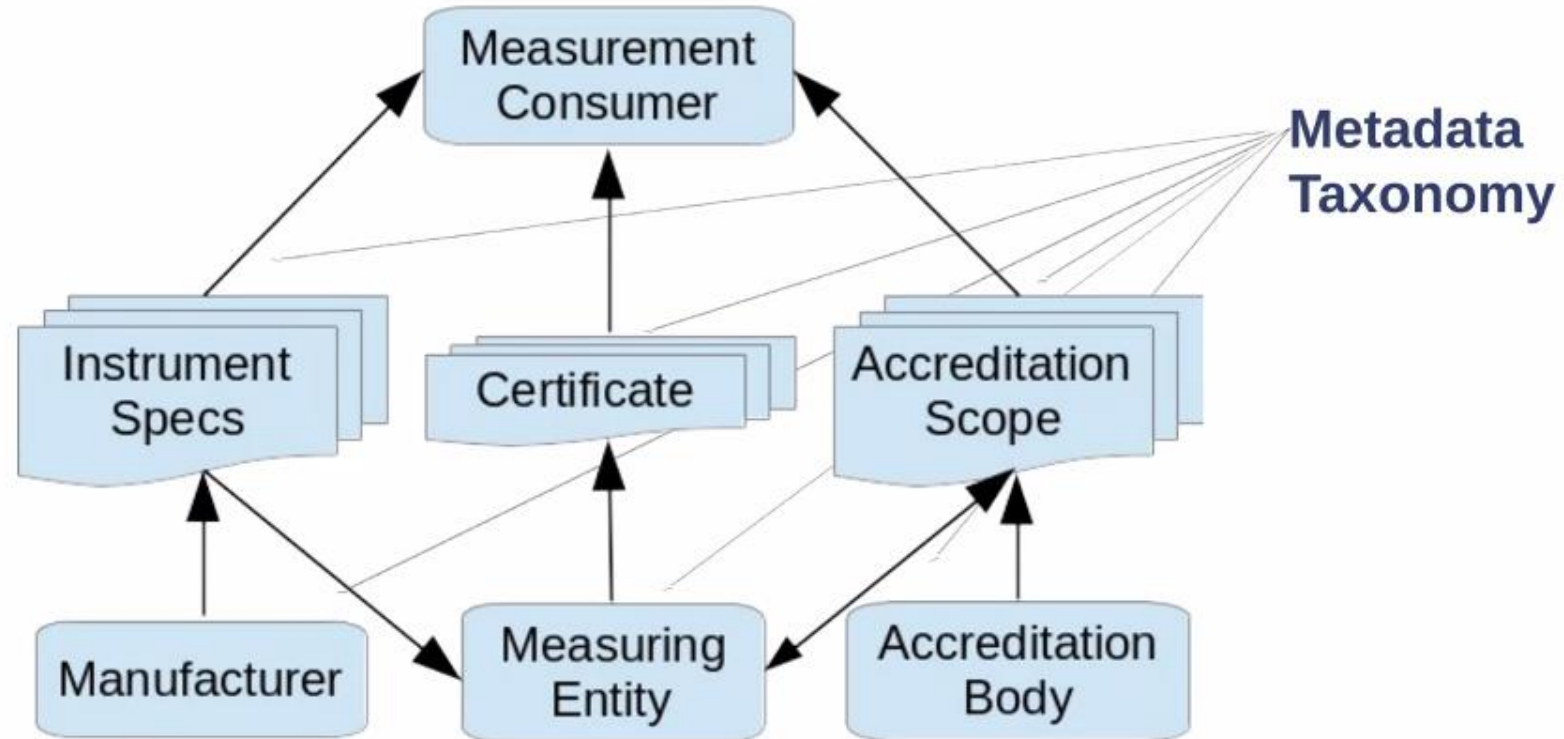 Measurement
Consumer
Metadata
Taxonomy
Instrument
Specs
Certificate
Accreditation
Scope
Manufacturer
Measuring
Entity
Accreditation
Body